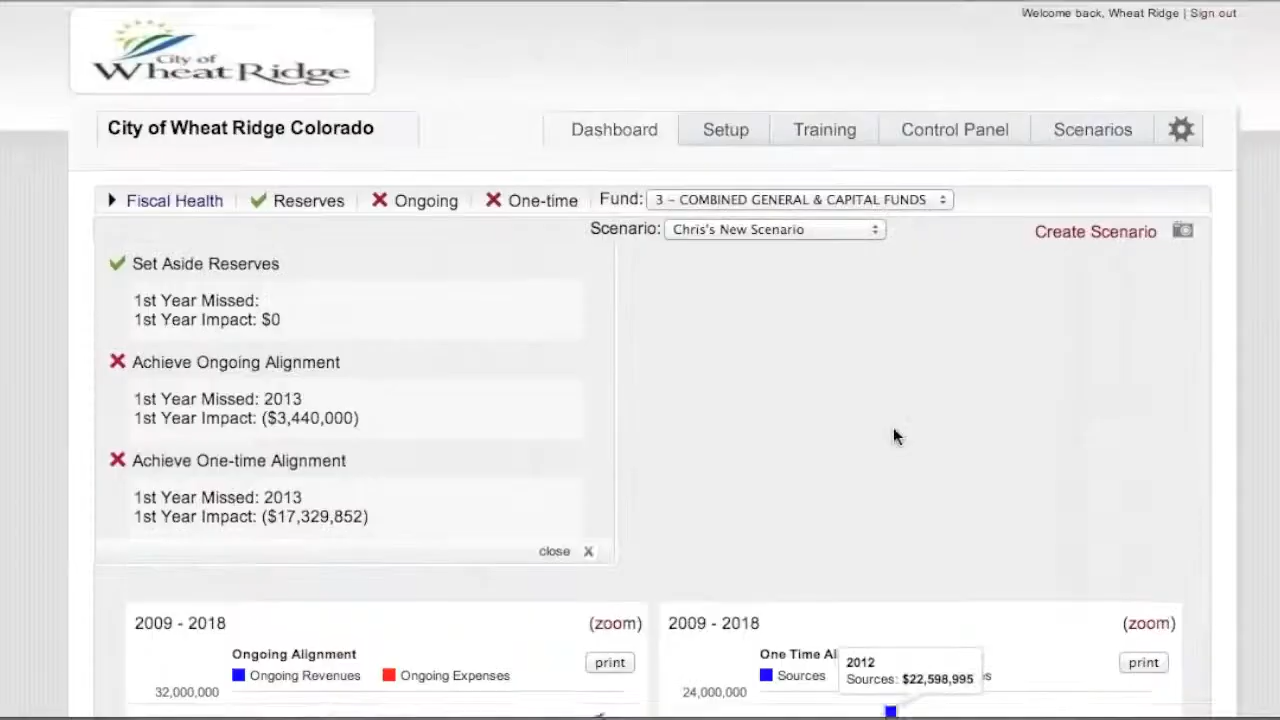 Welcome back, Wheat Ridge | Sign out
City of
Wheat Ridge
City of Wheat Ridge Colorado
Dashboard Setup Training Control Panel Scenarios
Fiscal Health Reserves Ongoing One-time Fund: 3 - COMBINED GENERAL & CAPITAL FUNDS
Scenario: Chris's New Scenario Create Scenario
Set Aside Reserves
1st Year Missed:
1st Year Impact: $0
Achieve Ongoing Alignment
1st Year Missed: 2013
1st Year Impact: ($3,440,000)
Achieve One-time Alignment
1st Year Missed: 2013
1st Year Impact: ($17,329,852)
close X
2009 - 2018 (zoom) 2009 - 2018 (zoom)
Ongoing Alignment print One Time Al 2012 print
Ongoing Revenues Ongoing Expenses Sources Sources: $22,598,995
32,000,000 24,000,000